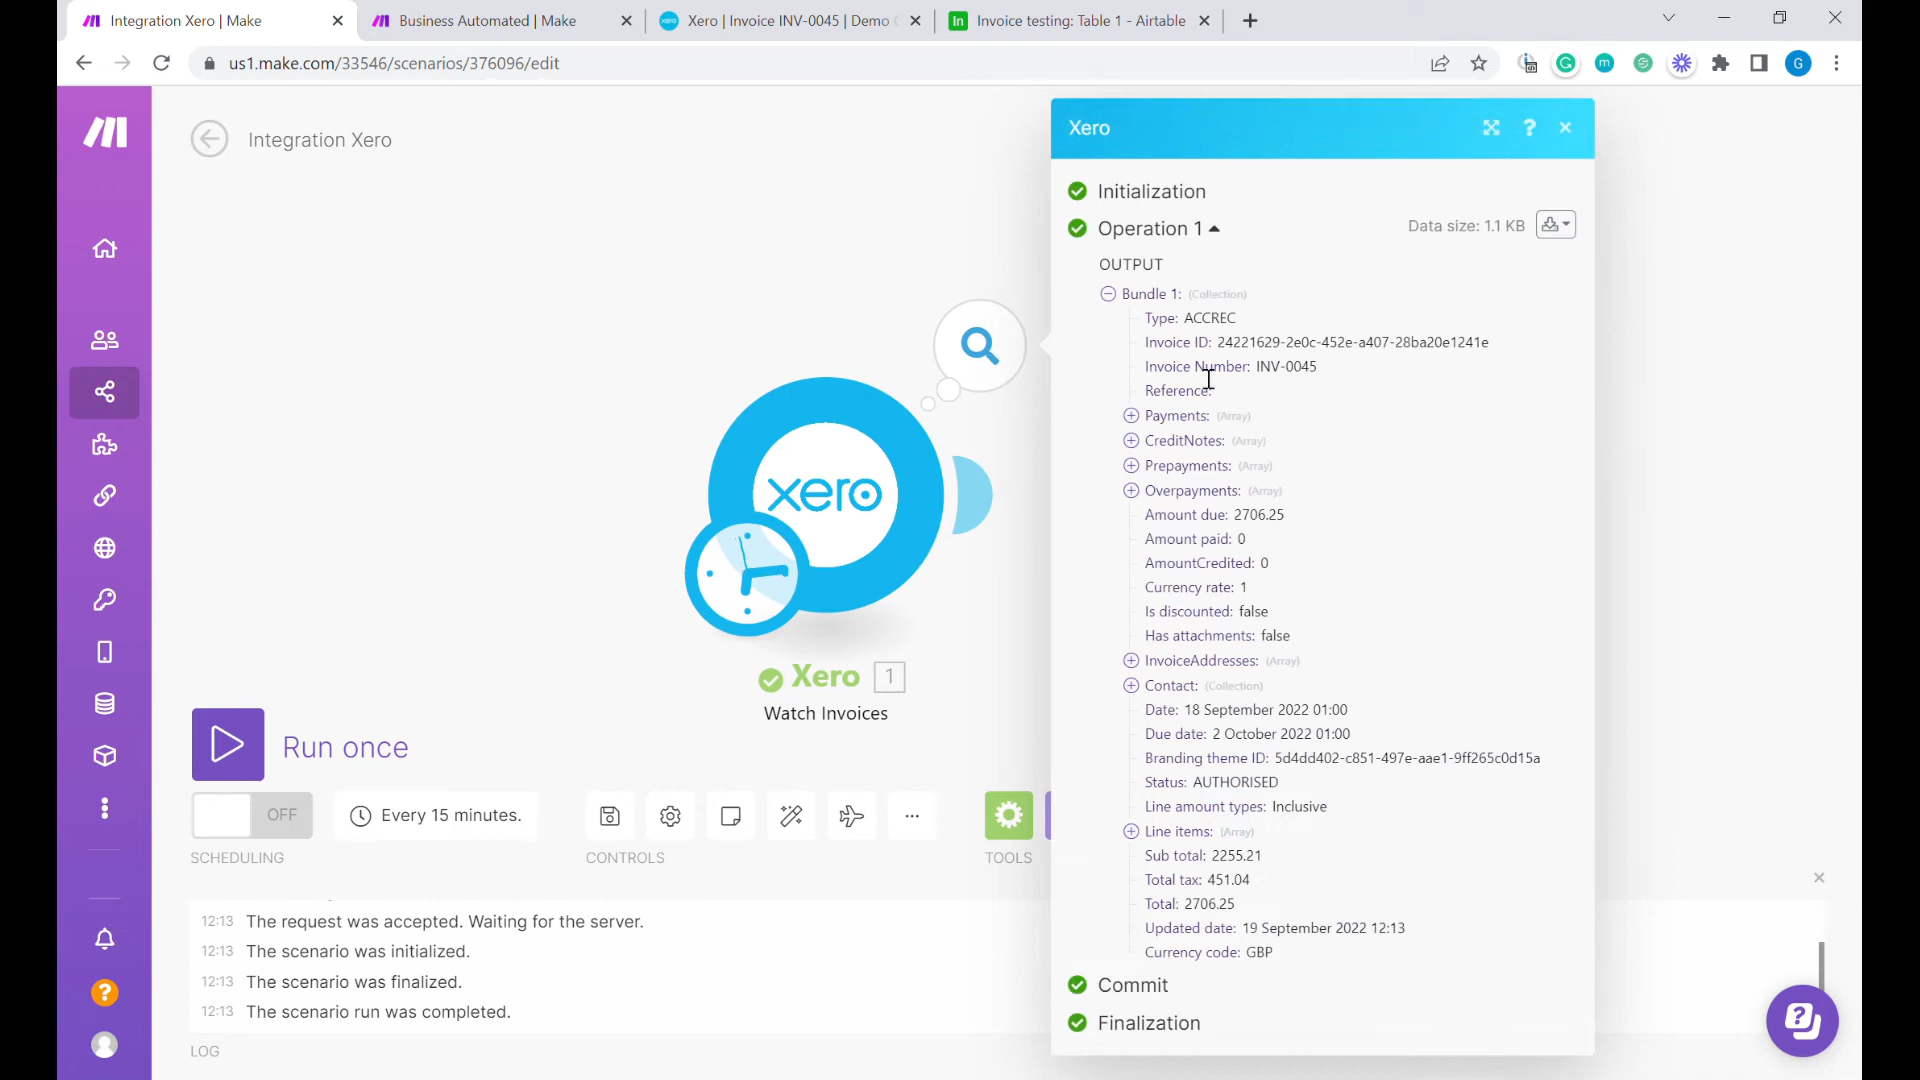 Integration Xero | Make
Business Automated | Make
Xero | Invoice INV-0045 | Demo
Invoice testing: Table 1 - Airtable
us1.make.com/33546/scenarios/376096/edit
G
Integration Xero
Xero
?
Initialization
Operation 1
Data size: 1.1 KB
OUTPUT
Bundle 1: (Collection)
Type: ACCREC
Invoice ID: 24221629-2e0c-452e-a407-28ba20e1241e
Invoice Number: INV-0045
Reference:
Payments: (Array)
CreditNotes: (Array)
Prepayments: (Array)
Overpayments: (Array)
Amount due: 2706.25
Amount paid: 0
AmountCredited: 0
Currency rate: 1
Is discounted: false
Has attachments: false
InvoiceAddresses: (Array)
Contact: (Collection)
Date: 18 September 2022 01:00
Due date: 2 October 2022 01:00
Branding theme ID: 5d4dd402-c851-497e-aae1-9ff265c0d15a
Status: AUTHORISED
Line amount types: Inclusive
Line items: (Array)
Sub total: 2255.21
Total tax: 451.04
Total: 2706.25
Updated date: 19 September 2022 12:13
Currency code: GBP
Commit
Finalization
xero
Xero 1
Watch Invoices
Run once
OFF
Every 15 minutes.
SCHEDULING
CONTROLS
TOOLS
12:13 The request was accepted. Waiting for the server.
12:13 The scenario was initialized.
12:13 The scenario was finalized.
12:13 The scenario run was completed.
LOG